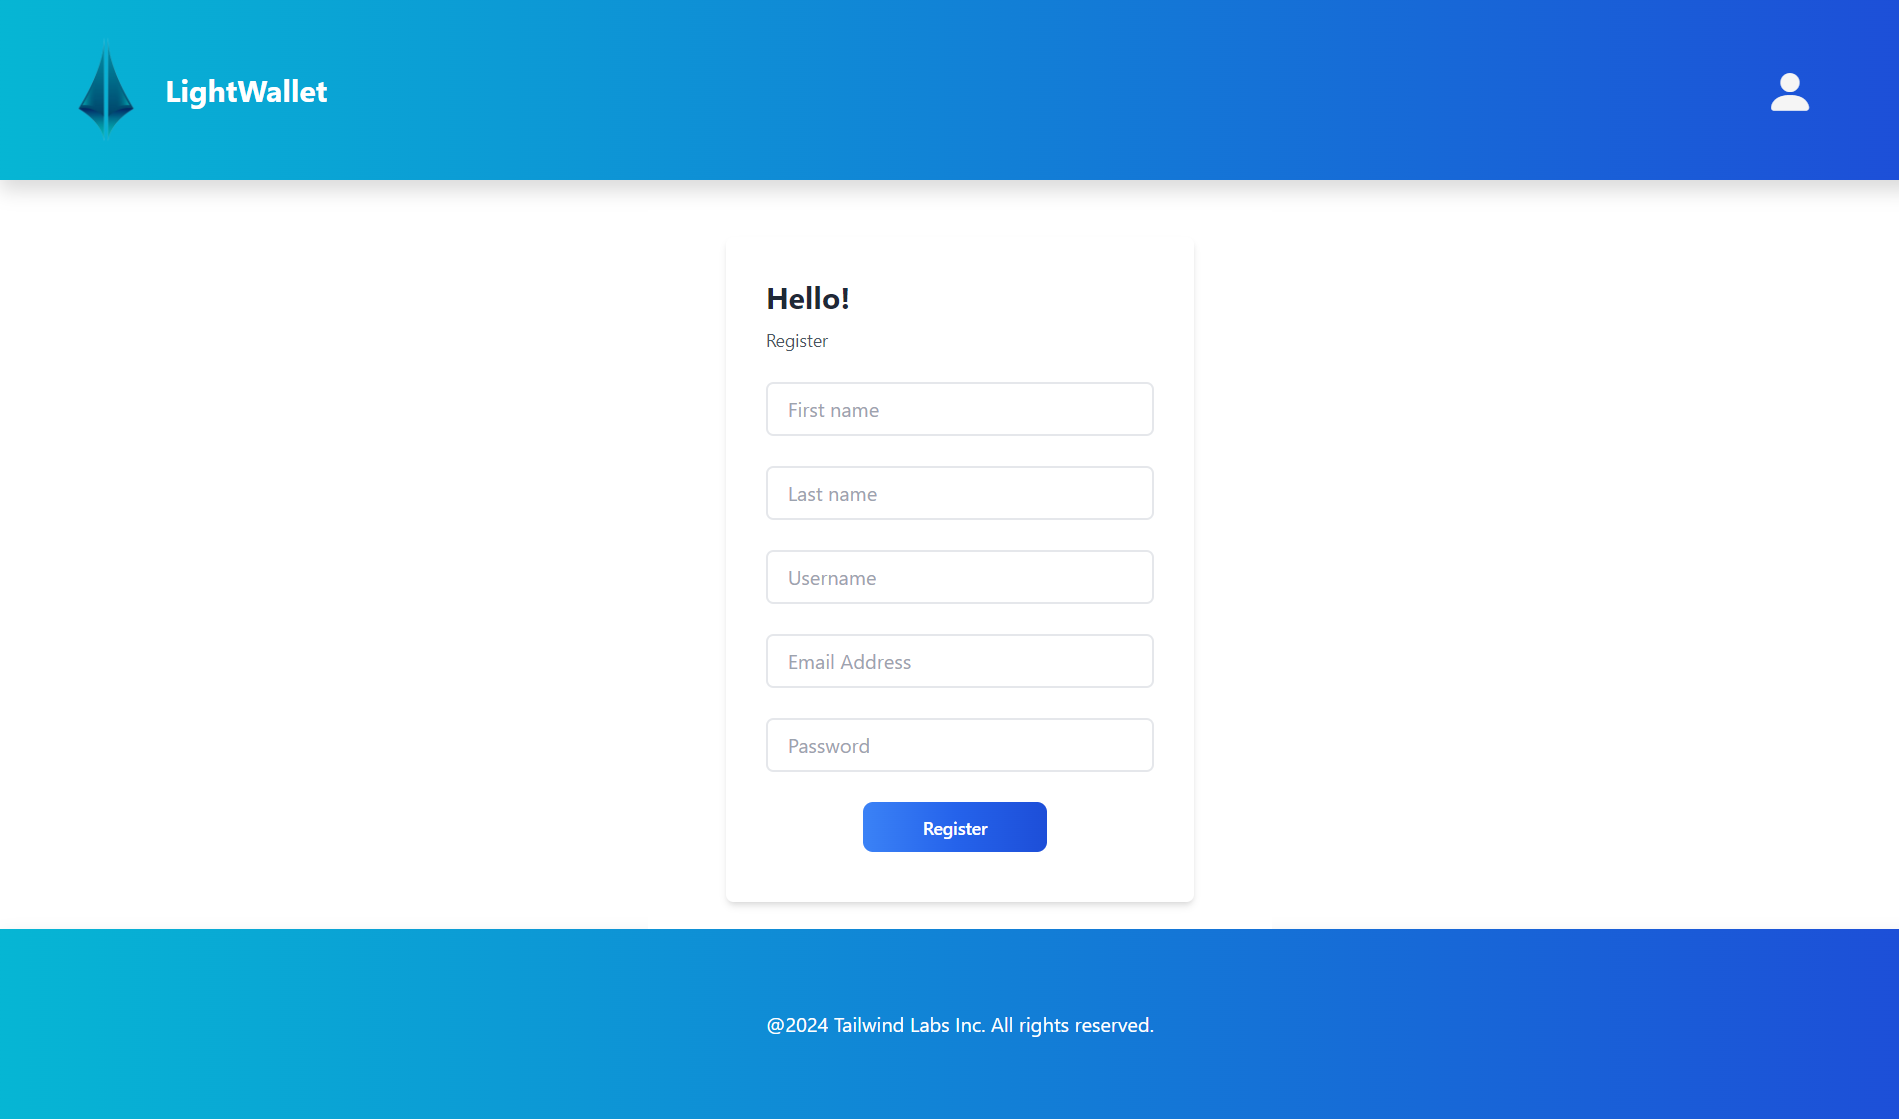 LightWallet
Hello!
Register
First name
Last name
Username
Email Address
Password
Register
@2024 Tailwind Labs Inc. All rights reserved.